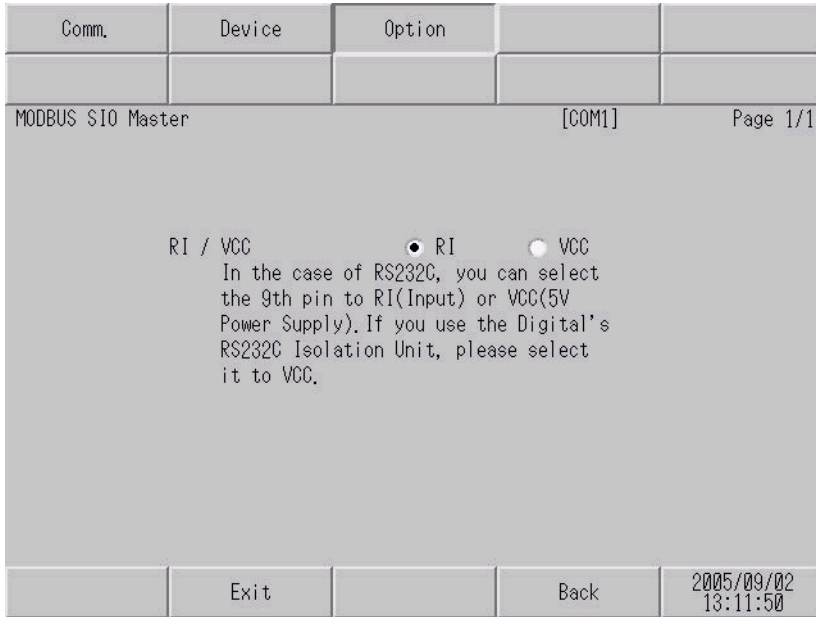 Comm. Device Option
MODBUS SIO Master [COM1] Page 1/1
RI / VCC RI VCC
In the case of RS232C, you can select
the 9th pin to RI(Input) or VCC(5V
Power Supply).If you use the Digital's
RS232C Isolation Unit, please select
it to VCC.
Exit Back 2005/09/02
13:11:50